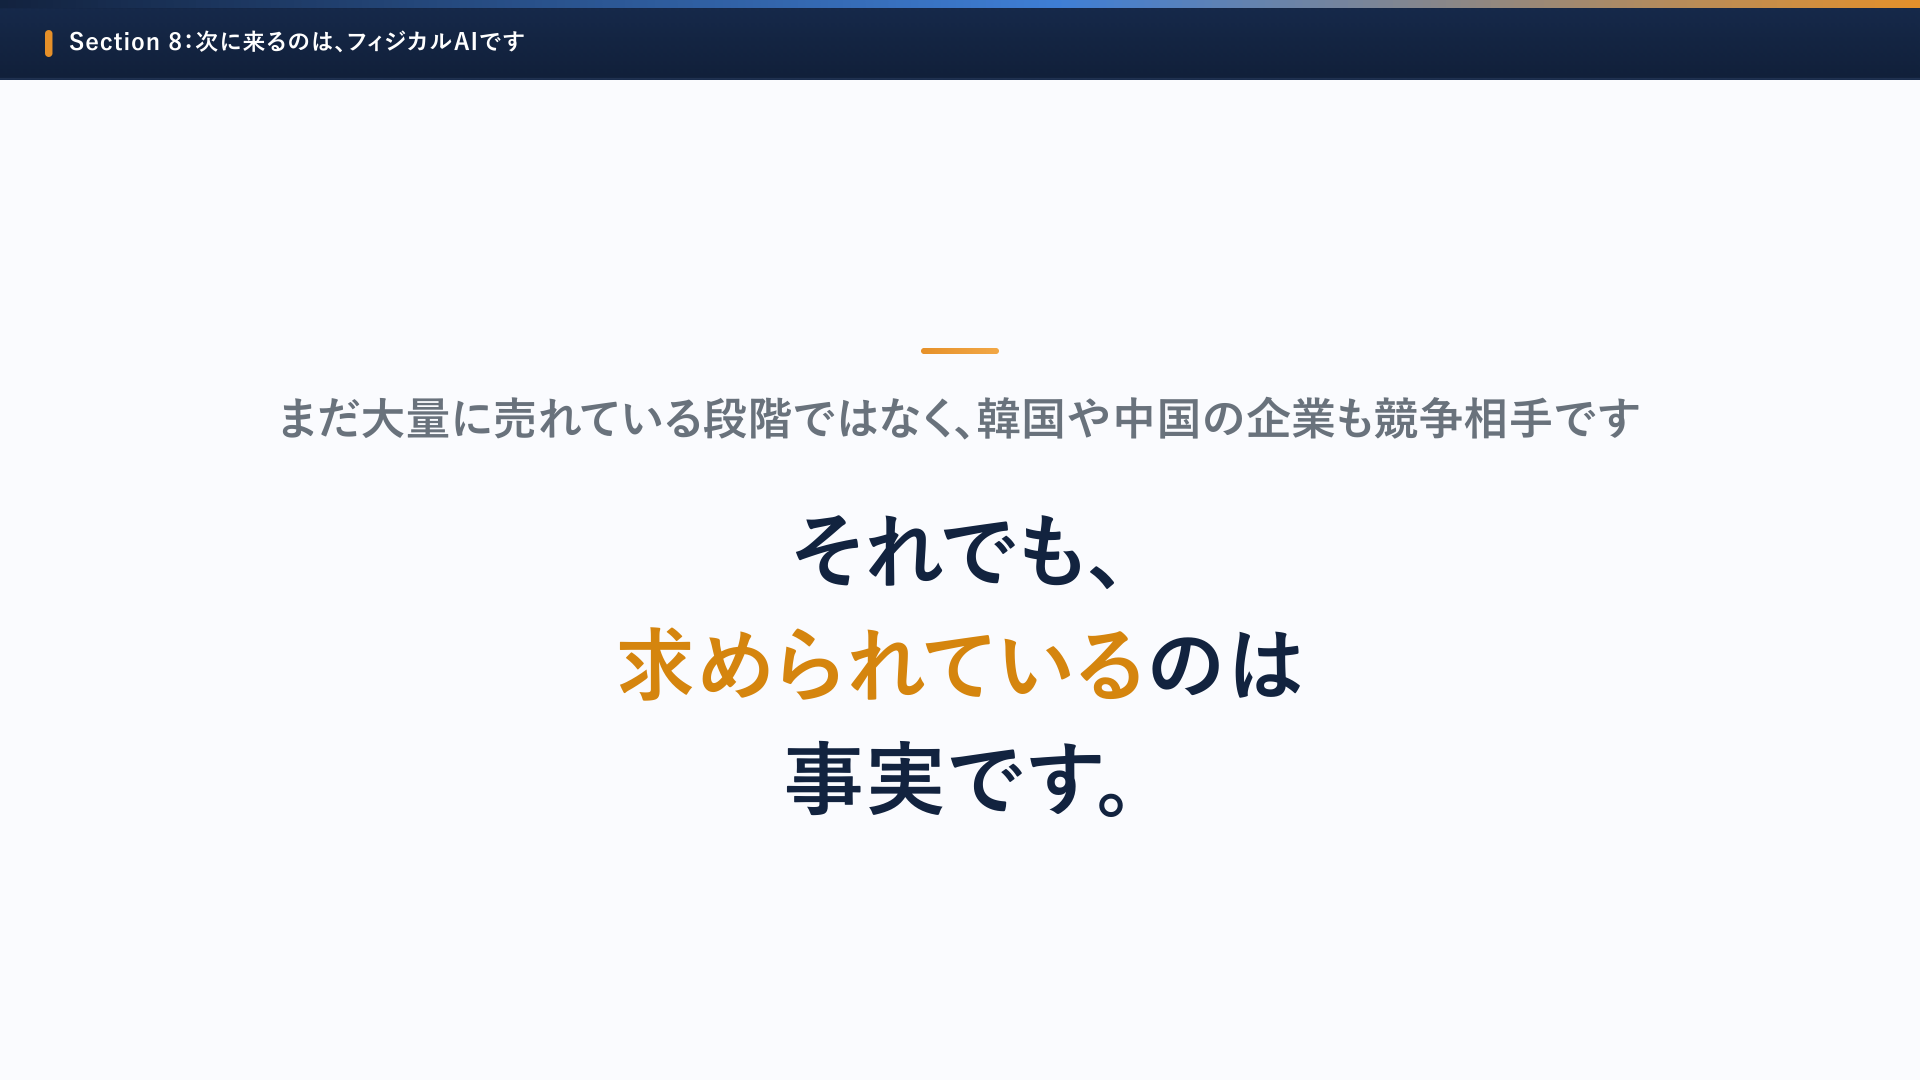 Section 8：次に来るのは、フィジカルAIです
まだ大量に売れている段階ではなく、韓国や中国の企業も競争相手です
それでも、
求められているのは
事実です。